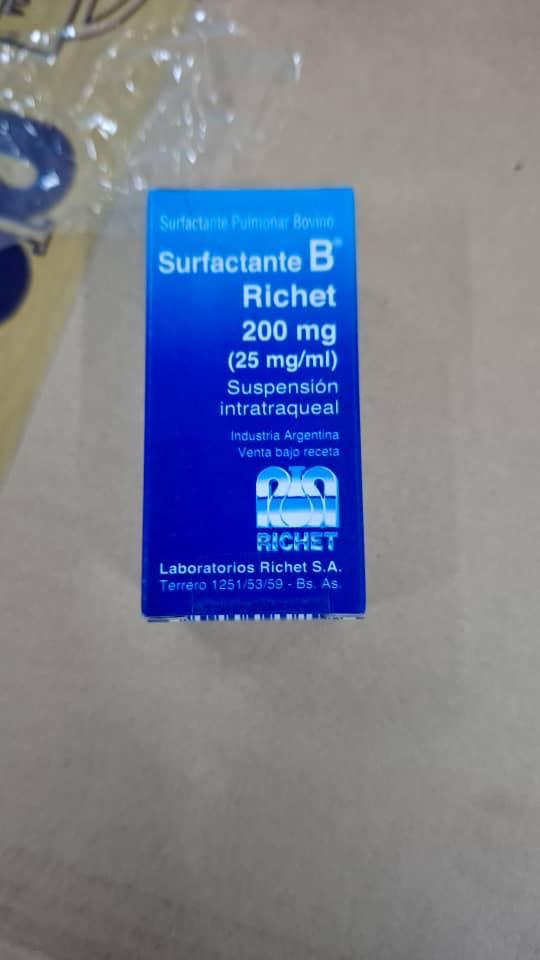 Surfactante Pulmonar Bovino
Surfactante B®
Richet
200 mg
(25 mg/ml)
Suspensión
intratraqueal
Industria Argentina
Venta bajo receta
RICHET
Laboratorios Richet S.A.
Terrero 1251/53/59 - Bs. As.